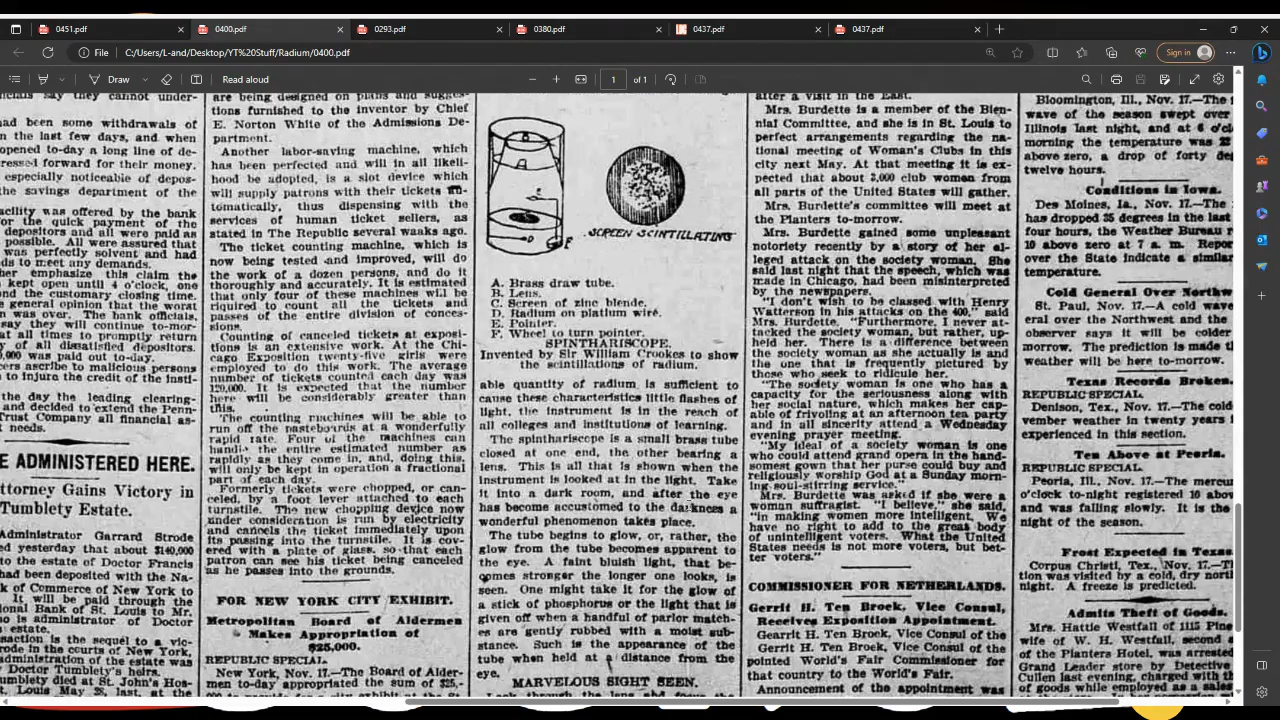 0451.pdf
0400.pdf
0293.pdf
0380.pdf
0437.pdf
0437.pdf
File
C:/Users/L-and/Desktop/YT%20Stuff/Radium/0400.pdf
Sign in
Draw
Read aloud
1
of 1
say they cannot under-
had been some withdrawals of
n the last few days, and when
opened to-day a long line of de-
ressed forward for their money.
especially noticeable of depos-
the savings department of the
acility was offered by the bank
for the quick payment of the
depositors and all were paid as
possible. All were assured that
was perfectly solvent and had
ds to meet any demands.
her emphasize this claim the
kept open until 4 o'clock, one
nd the customary closing time.
e general opinion that the worst
n was over. The bank officials,
say they will continue to-mor-
at all times to promptly return
of all dissatisfied depositors.
,000 was paid out to-day.
cers ascribe to malicious persons
to injure the credit of the insti-
the day the leading clearing-
and decided to extend the Penn-
Trust Company all financial as-
t needs.
E ADMINISTERED HERE.
ttorney Gains Victory in
Tumblety Estate.
Administrator Garrard Strode
ed yesterday that about $140,000
to the estate of Doctor Francis
had been deposited with the Na-
k of Commerce of New York to
It will be paid through the
ional Bank of St. Louis to Mr.
ho is administrator of Doctor
s estate.
nsaction is the sequel to a vic-
rode in the courts of New York,
administration of the estate was
Doctor Tumblety's heirs.
umblety died at St. John's Hos-
t. Louis May 28, last, at the
are being designed on plans and sugges-
tions furnished to the inventor by Chief
E. Norton White of the Admissions De-
partment.
Another labor-saving machine, which
has been perfected and will in all likeli-
hood be adopted, is a slot device which
will supply patrons with their tickets au-
tomatically, thus dispensing with the
services of human ticket sellers, as
stated in The Republic several weaks ago.
The ticket counting machine, which is
now being tested and improved, will do
the work of a dozen persons, and do it
thoroughly and accurately. It is estimated
that only four of these machines will be
riquired to count all the tickets and
passes of the entire division of conces-
sions.
Counting of canceled tickets at exposi-
tions is an extensive work. At the Chi-
cago Exposition twenty-five girls were
employed to do this work. The average
number of tickets counted each day was
120,000. It is expected that the number
here will be considerably greater than
this.
The counting machines will be able to
run off the pasteboards at a wonderfully
rapid rate. Four of the machines can
handle the entire estimated number as
rapidly as they come in, and, doing this,
will only be kept in operation a fractional
part of each day.
Formerly tickets were chopped, or can-
celed, by a foot lever attached to each
turnstile. The new chopping device now
under consideration is run by electricity
and cancels the ticket immediately upon
its passing into the turnstile. It is cov-
ered with a plate of glass, so that each
patron can see his ticket being canceled
as he passes into the grounds.
FOR NEW YORK CITY EXHIBIT.
Metropolitan Board of Aldermen
Makes Appropriation of
$25,000.
REPUBLIC SPECIAL.
New York, Nov. 17.—The Board of Alder-
men to-day appropriated the sum of $25,-
SCREEN SCINTILLATING
A. Brass draw tube.
B. Lens.
C. Screen of zinc blende.
D. Radium on platium wire.
E. Pointer.
F. Wheel to turn pointer.
SPINTHARISCOPE.
Invented by Sir William Crookes to show
the scintillations of radium.
able quantity of radium is sufficient to
cause these characteristics little flashes of
light, the instrument is in the reach of
all colleges and institutions of learning.
The spinthariscope is a small brass tube
closed at one end, the other bearing a
lens. This is all that is shown when the
instrument is looked at in the light. Take
it into a dark room, and after the eye
has become accustomed to the darkness a
wonderful phenomenon takes place.
The tube begins to glow, or, rather, the
glow from the tube becomes apparent to
the eye. A faint bluish light, that be-
comes stronger the longer one looks, is
seen. One might take it for the glow of
a stick of phosphorus or the light that is
given off when a handful of parlor match-
es are gently rubbed with a moist sub-
stance. Such is the appearance of the
tube when held at a distance from the
eye.
MARVELOUS SIGHT SEEN.
after a visit in the East.
Mrs. Burdette is a member of the Bien-
nial Committee, and she is in St. Louis to
perfect arrangements regarding the na-
tional meeting of Woman's Clubs in this
city next May. At that meeting it is ex-
pected that about 2,000 club women from
all parts of the United States will gather.
Mrs. Burdette's committee will meet at
the Planters to-morrow.
Mrs. Burdette gained some unpleasant
notoriety recently by a story of her al-
leged attack on the society woman. She
said last night that the speech, which was
made in Chicago, had been misinterpreted
by the newspapers.
"I don't wish to be classed with Henry
Watterson in his attacks on the 400," said
Mrs. Burdette. "Furthermore, I never at-
tacked the society woman, but rather, up-
held her. There is a difference between
the society woman as she actually is and
the one that is frequently pictured by
those who seek to ridicule her.
"The society woman is one who has a
capacity for the seriousness along with
her social nature, which makes her cap-
able of frivoling at an afternoon tea party
and in all sincerity attend a Wednesday
evening prayer meeting.
"My ideal of a society woman is one
who could attend grand opera in the hand-
somest gown that her purse could buy and
religiously worship God at a Sunday morn-
ing soul-stirring service."
Mrs. Burdette was asked if she were a
woman suffragist. "I believe," she said,
"in making women more intelligent. We
have no right to add to the great body
of unintelligent voters. What the United
States needs is not more voters, but bet-
ter voters."
COMMISSIONER FOR NETHERLANDS.
Gerrit H. Ten Broek, Vice Consul,
Receives Exposition Appointment.
Gearrit H. Ten Broek, Vice Consul of the
Gerrit H. Ten Broek, Vice Consul of the
pointed World's Fair Commissioner for
that country to the World's Fair.
Announcement of the appointment was
Bloomington, Ill., Nov. 17.—The f
wave of the season swept over
Illinois last night, and at 6 o'cl
morning the temperature was 22
above zero, a drop of forty de
twelve hours.
Conditions in Iowa.
Des Moines, Ia., Nov. 17.—The
has dropped 35 degrees in the last
four hours, the Weather Bureau r
10 above zero at 7 a. m. Repor
over the State indicate a similar
temperature.
Cold General Over Northw
St. Paul, Nov. 17.—A cold wave
eral over the Northwest and the
observer says it will be colder
morrow. The prediction is made t
weather will be here to-morrow.
Texas Records Broken.
REPUBLIC SPECIAL.
Denison, Tex., Nov. 17.—The cold
vember weather in twenty years
experienced in this section.
Ten Above at Peoria.
REPUBLIC SPECIAL.
Peoria, Ill., Nov. 17.—The mercu
o'clock to-night registered 10 abov
and was falling slowly. It is the
night of the season.
Frost Expected in Texas
Corpus Christi, Tex., Nov. 17.—Th
tion was visited by a cold, dry nort
night. A freeze is predicted.
Admits Theft of Goods.
Mrs. Hattie Westfall of 1115 Pine
wife of W. H. Westfall, second
of the Planters Hotel, was arrested
Grand Leader store by Detective
Cullen last evening, charged with t
of goods while employed as a sales